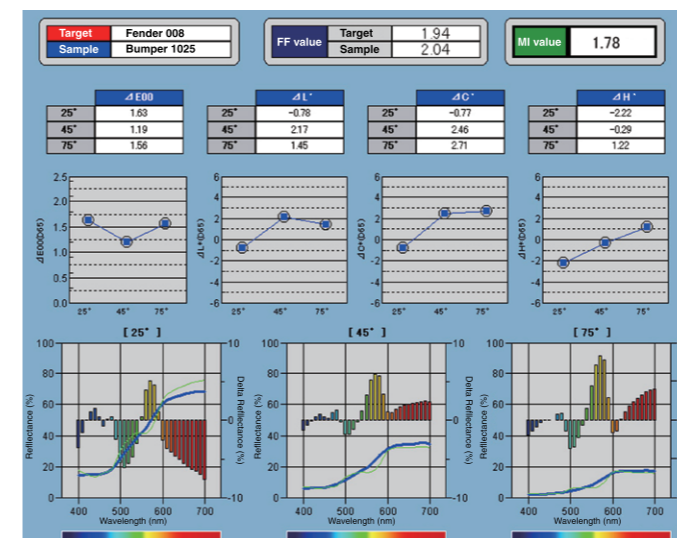 Target Fender 008
Sample Bumper 1025
FF value
Target 1.94
Sample 2.04
MI value 1.78
⊿E00
25° 1.63
45° 1.19
75° 1.56
⊿L*
25° -0.78
45° 2.17
75° 1.45
⊿C*
25° -0.77
45° 2.46
75° 2.71
⊿H*
25° -2.22
45° -0.29
75° 1.22
⊿E00(D65)
2.5
2.0
1.5
1.0
0.5
0.0
25° 45° 75°
⊿L*(D65)
6
4
2
0
-2
-4
-6
25° 45° 75°
⊿C*(D65)
6
4
2
0
-2
-4
-6
25° 45° 75°
⊿H*(D65)
6
4
2
0
-2
-4
-6
25° 45° 75°
[ 25° ]
Reflectance (%)
100
80
60
40
20
0
10
0
-10
Delta Reflectance (%)
400 500 600 700
Wavelength (nm)
[ 45° ]
Reflectance (%)
100
80
60
40
20
0
10
0
-10
Delta Reflectance (%)
400 500 600 700
Wavelength (nm)
[ 75° ]
Reflectance (%)
100
80
60
40
20
0
400 500 600 700
Wavelength (nm)